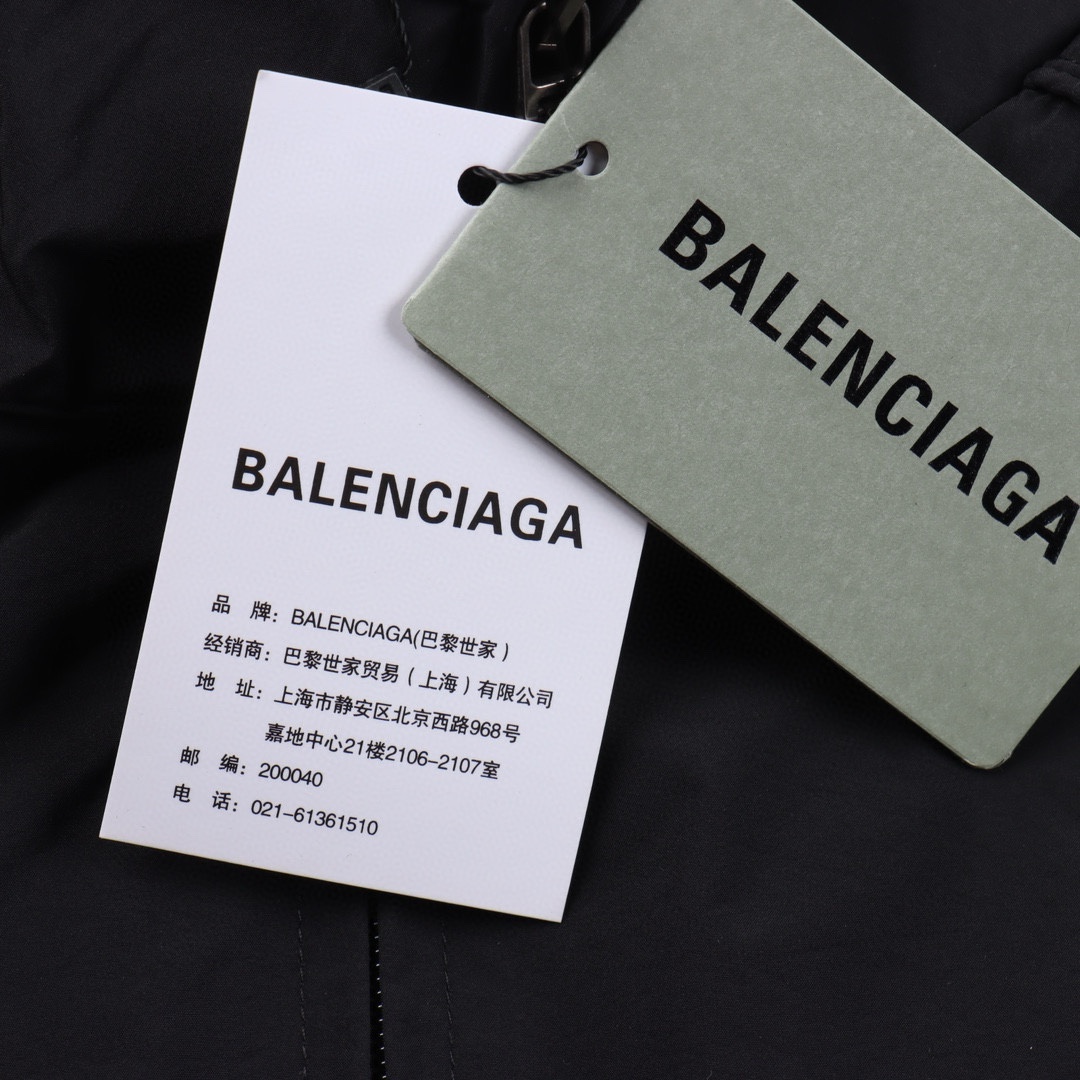 BALENCIAGA
BALENCIAGA
品 牌：BALENCIAGA(巴黎世家）
经销商：巴黎世家贸易（上海）有限公司
地 址：上海市静安区北京西路968号
嘉地中心21楼2106-2107室
邮 编：200040
电 话：021-61361510